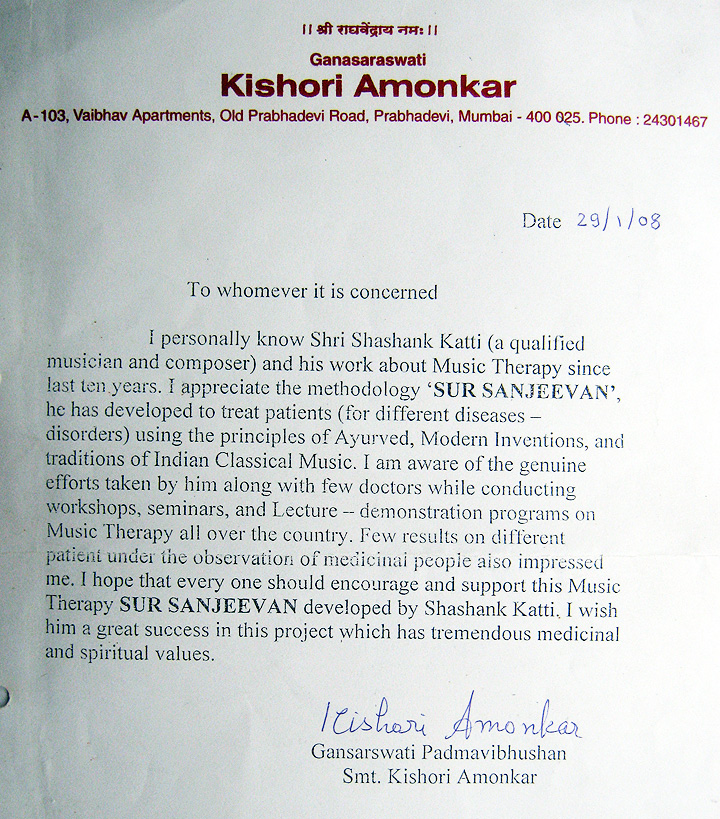 ।। श्री राघवेंद्राय नमः ।।
Ganasaraswati
Kishori Amonkar
A-103, Vaibhav Apartments, Old Prabhadevi Road, Prabhadevi, Mumbai - 400 025. Phone : 24301467
Date 29/1/08
To whomever it is concerned
I personally know Shri Shashank Katti (a qualified
musician and composer) and his work about Music Therapy since
last ten years. I appreciate the methodology ‘SUR SANJEEVAN’,
he has developed to treat patients (for different diseases –
disorders) using the principles of Ayurved, Modern Inventions, and
traditions of Indian Classical Music. I am aware of the genuine
efforts taken by him along with few doctors while conducting
workshops, seminars, and Lecture – demonstration programs on
Music Therapy all over the country. Few results on different
patient under the observation of medicinal people also impressed
me. I hope that every one should encourage and support this Music
Therapy SUR SANJEEVAN developed by Shashank Katti. I wish
him a great success in this project which has tremendous medicinal
and spiritual values.
Kishori Amonkar
Gansarswati Padmavibhushan
Smt. Kishori Amonkar